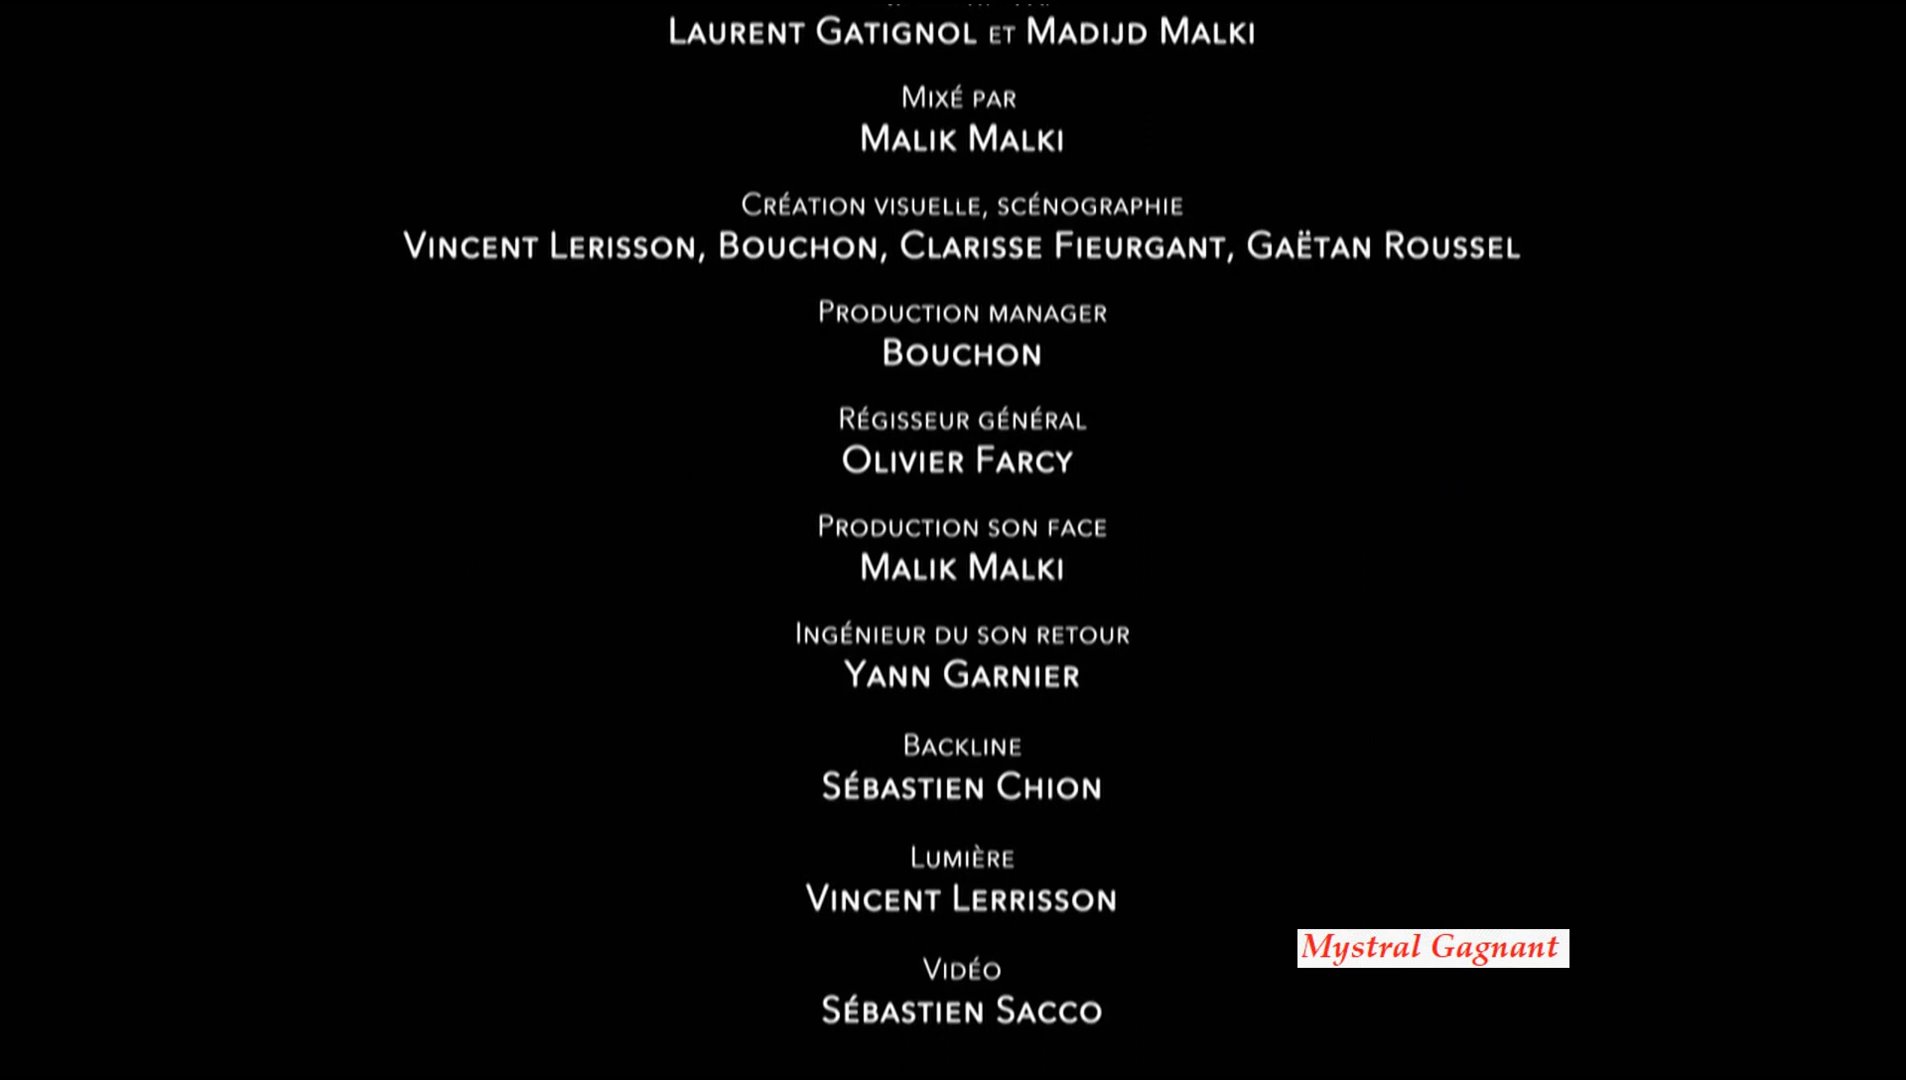 Laurent Gatignol et Madijd Malki
Mixé par
Malik Malki
Création visuelle, scénographie
Vincent Lerisson, Bouchon, Clarisse Fieurgant, Gaëtan Roussel
Production manager
Bouchon
Régisseur général
Olivier Farcy
Production son face
Malik Malki
Ingénieur du son retour
Yann Garnier
Backline
Sébastien Chion
Lumière
Vincent Lerrisson
Mystral Gagnant
Vidéo
Sébastien Sacco